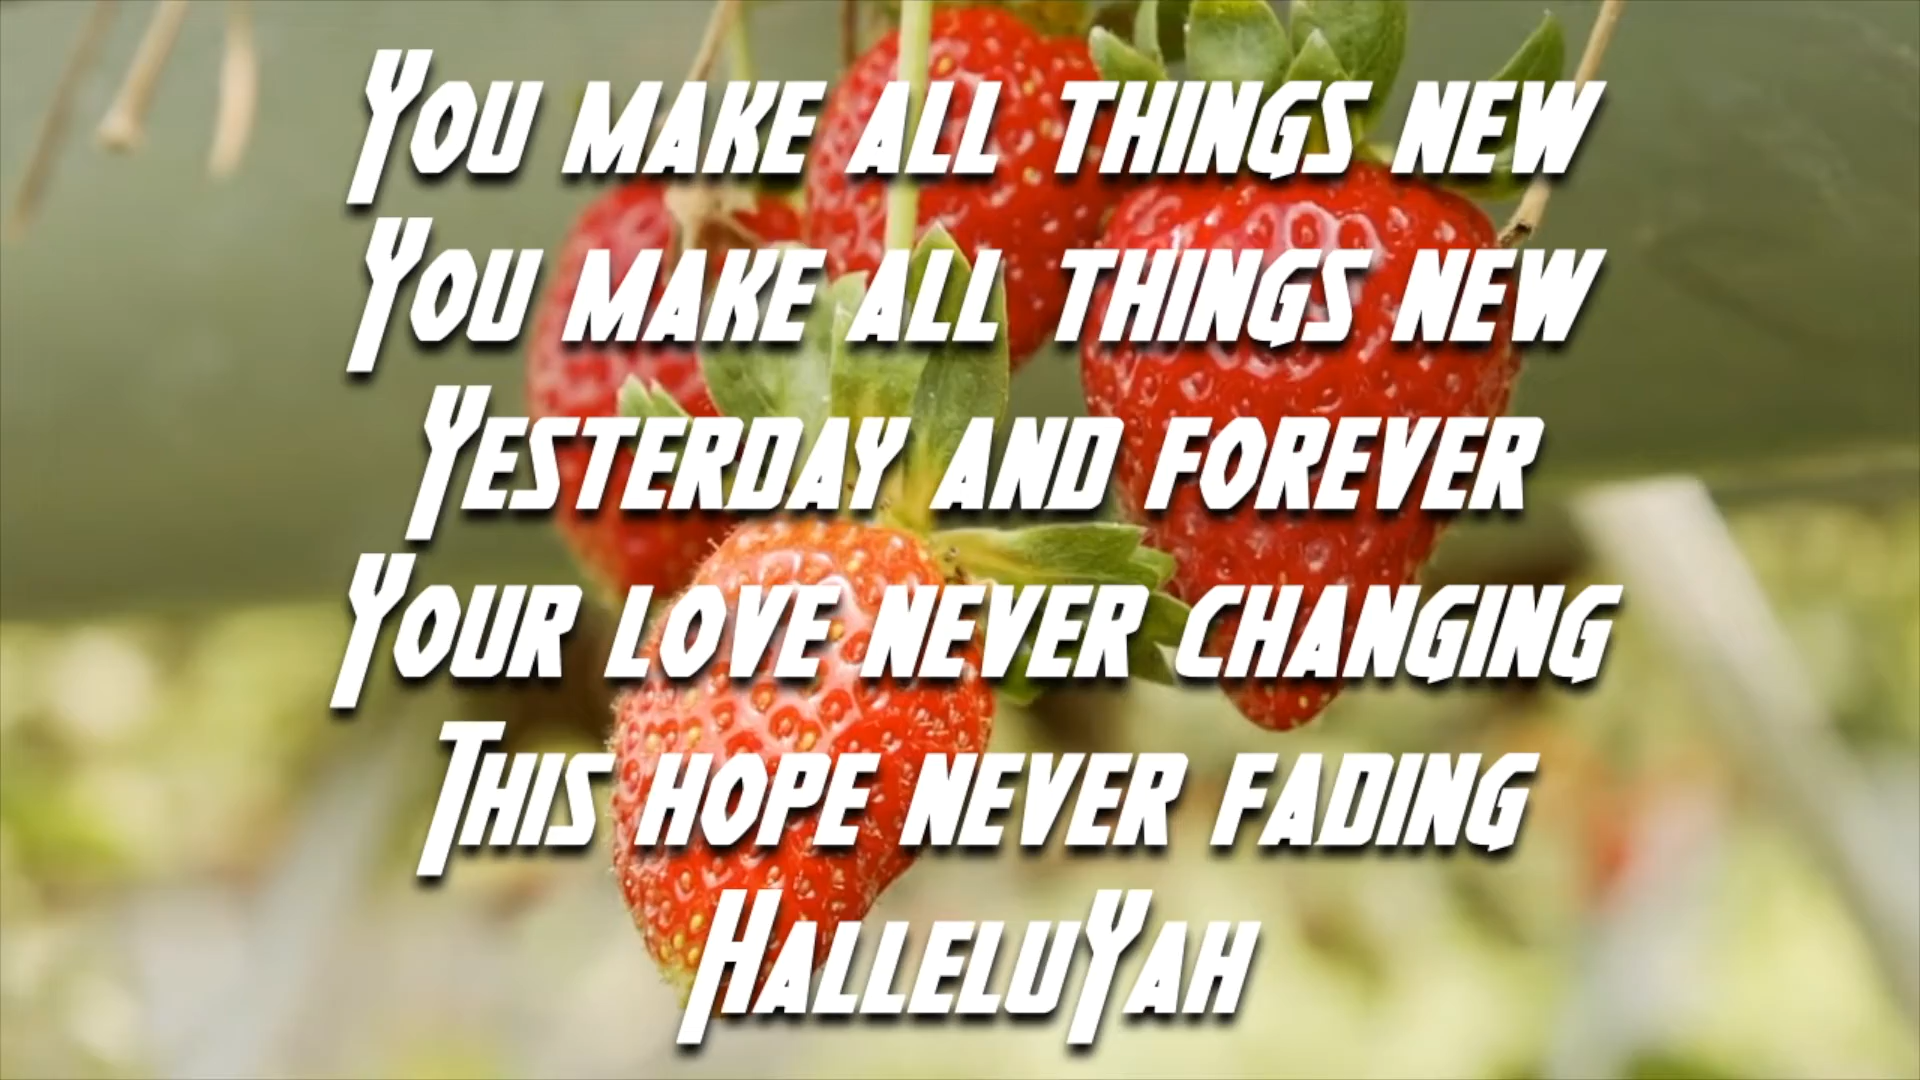 You make all things new
You make all things new
Yesterday and forever
Your love never changing
This hope never fading
HalleluYah